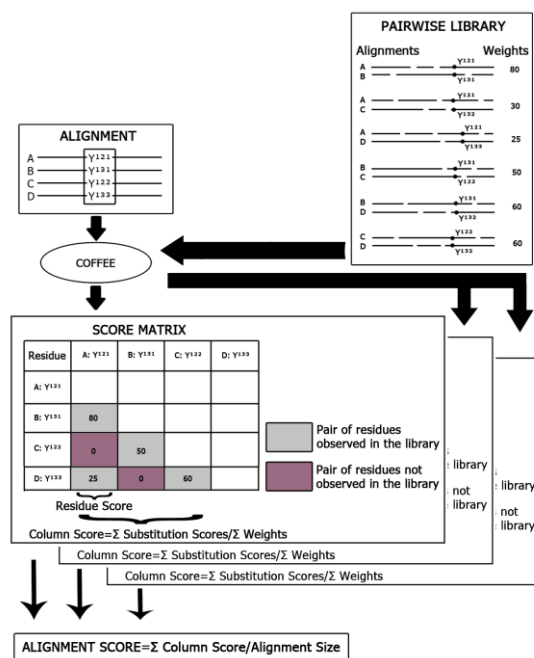 PAIRWISE LIBRARY
Alignments Weights
A Y121
B Y131 80
A Y131
C Y132 30
A Y121
D Y133 25
B Y131
C Y122 50
B Y131
D Y132 60
C Y122
D Y132 60
ALIGNMENT
A Y121
B Y131
C Y122
D Y133
COFFEE
SCORE MATRIX
Residue A: Y121 B: Y131 C: Y122 D: Y133
A: Y121
B: Y131 80
C: Y122 0 50
D: Y133 25 0 60
Pair of residues
observed in the library
Pair of residues not
observed in the library
Residue Score
Column Score=Σ Substitution Scores/Σ Weights
s
e library
not
e library
Column Score=Σ Substitution Scores/Σ Weights
s
e library
s not
e library
Column Score=Σ Substitution Scores/Σ Weights
ALIGNMENT SCORE=Σ Column Score/Alignment Size